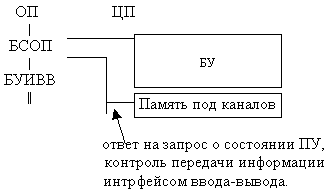 ОП ЦП
БСОП
БУ
БУИВВ
Память под каналов
ответ на запрос о состоянии ПУ,
контроль передачи информации
интрфейсом ввода-вывода.